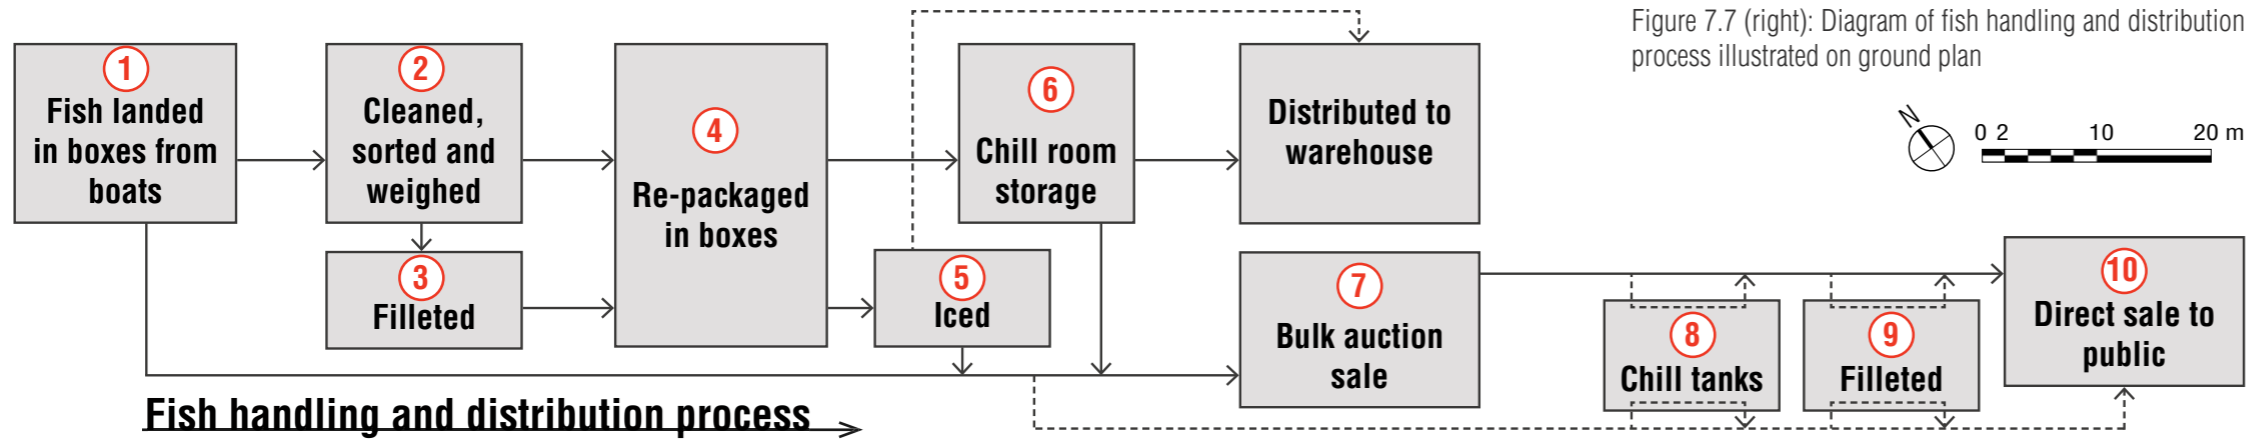 Figure 7.7 (right): Diagram of fish handling and distribution
process illustrated on ground plan
N
0 2 10 20 m
1
Fish landed
in boxes from
boats
2
Cleaned,
sorted and
weighed
3
Filleted
4
Re-packaged
in boxes
5
Iced
6
Chill room
storage
Distributed to
warehouse
7
Bulk auction
sale
8
Chill tanks
9
Filleted
10
Direct sale to
public
Fish handling and distribution process